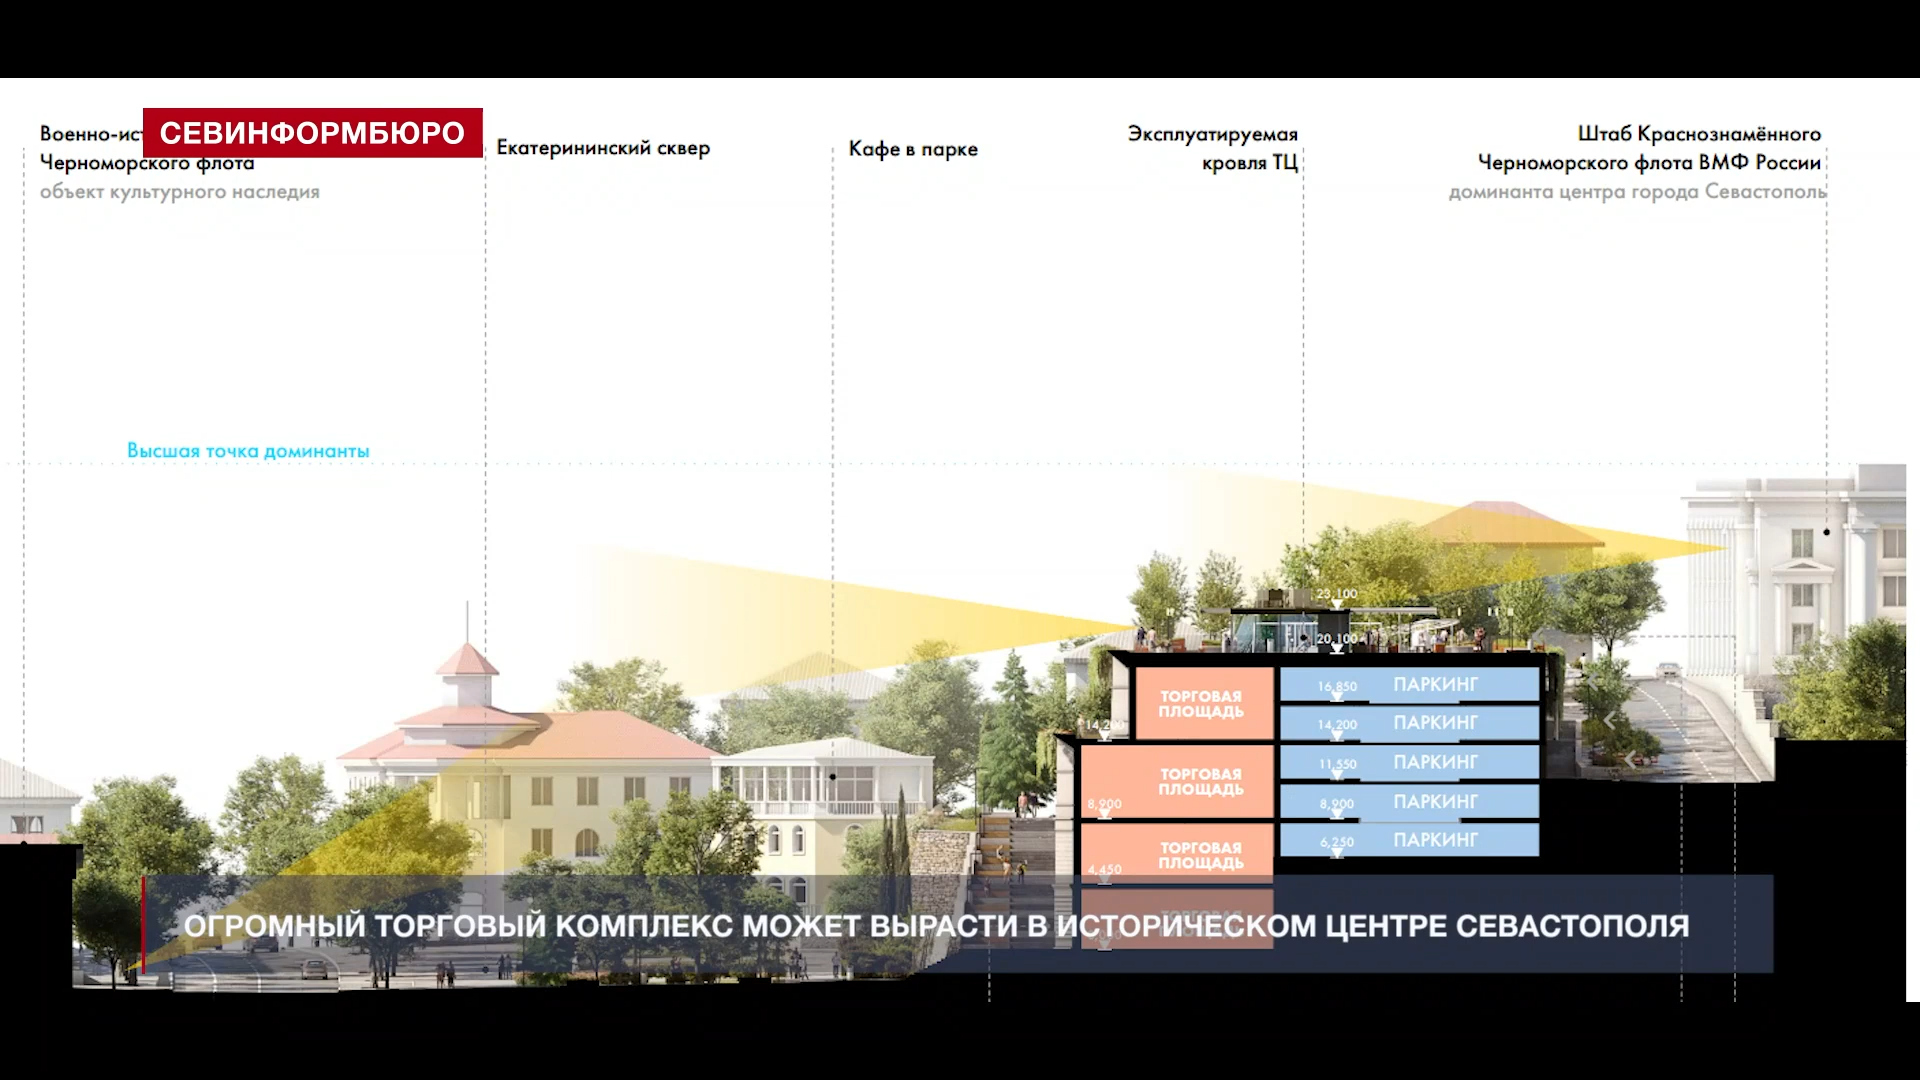 СЕВИНФОРМБЮРО
Военно-ис
Черноморского флота
объект культурного наследия
Екатерининский сквер
Кафе в парке
Эксплуатируемая
кровля ТЦ
Штаб Краснознамённого
Черноморского флота ВМФ России
доминанта центра города Севастополь
Высшая точка доминанты
23,100
20,100
ТОРГОВАЯ
ПЛОЩАДЬ
16,850 ПАРКИНГ
14,200
14,200 ПАРКИНГ
ТОРГОВАЯ
ПЛОЩАДЬ
11,550 ПАРКИНГ
8,900
8,900 ПАРКИНГ
ТОРГОВАЯ
ПЛОЩАДЬ
6,250 ПАРКИНГ
4,450
ОГРОМНЫЙ ТОРГОВЫЙ КОМПЛЕКС МОЖЕТ ВЫРАСТИ В ИСТОРИЧЕСКОМ ЦЕНТРЕ СЕВАСТОПОЛЯ